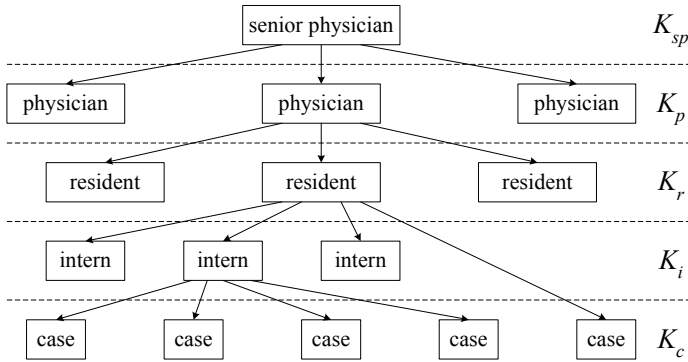 senior physician K_sp
physician physician physician K_p
resident resident resident K_r
intern intern intern K_i
case case case case case K_c